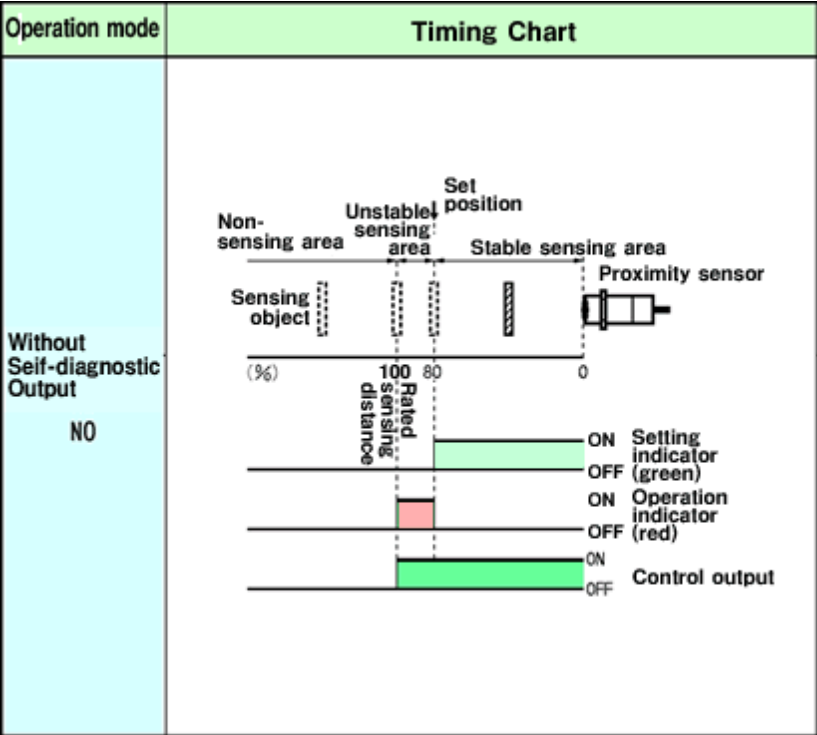 Operation mode
Timing Chart
Without
Seif-diagnostic
Output
NO
Set
position
Unstable
sensing
area
Non-
sensing area
Stable sensing area
Proximity sensor
Sensing
object
(%)
100
80
0
Rated
sensing
distance
ON
OFF
Setting
indicator
(green)
ON
OFF
Operation
indicator
(red)
ON
OFF
Control output